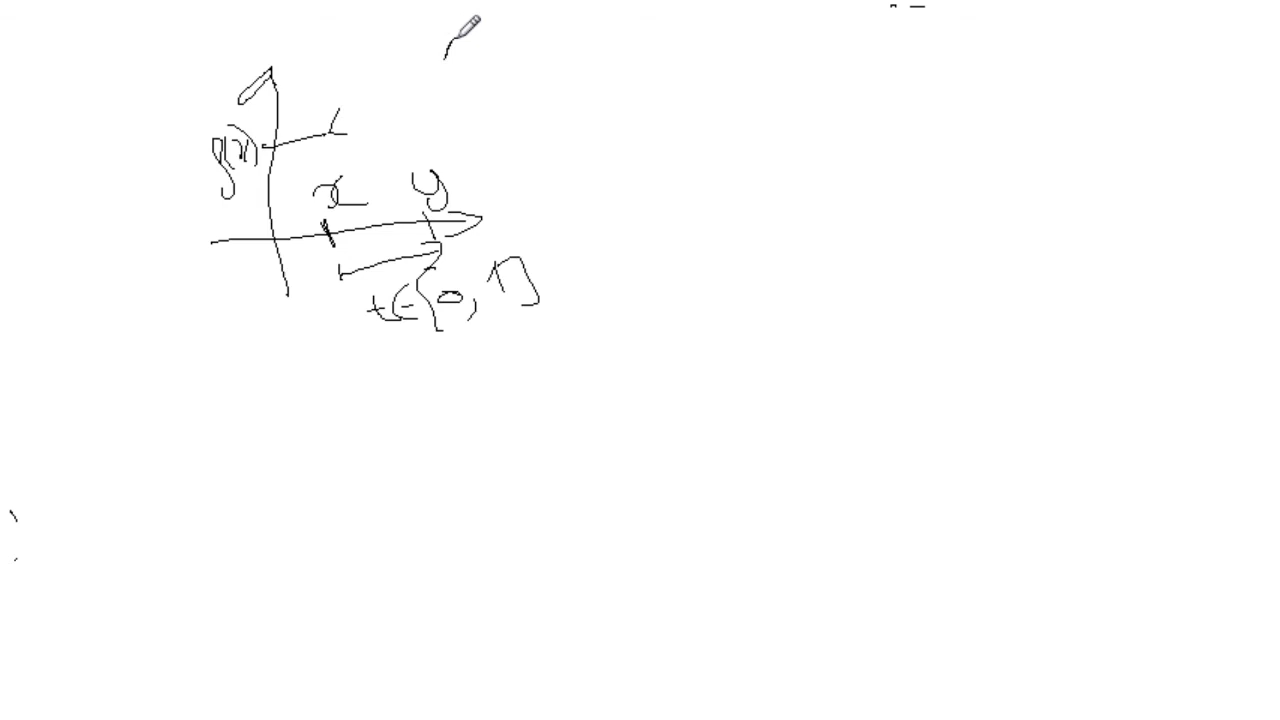 g(x)
x y
t ∈ [0, 1]